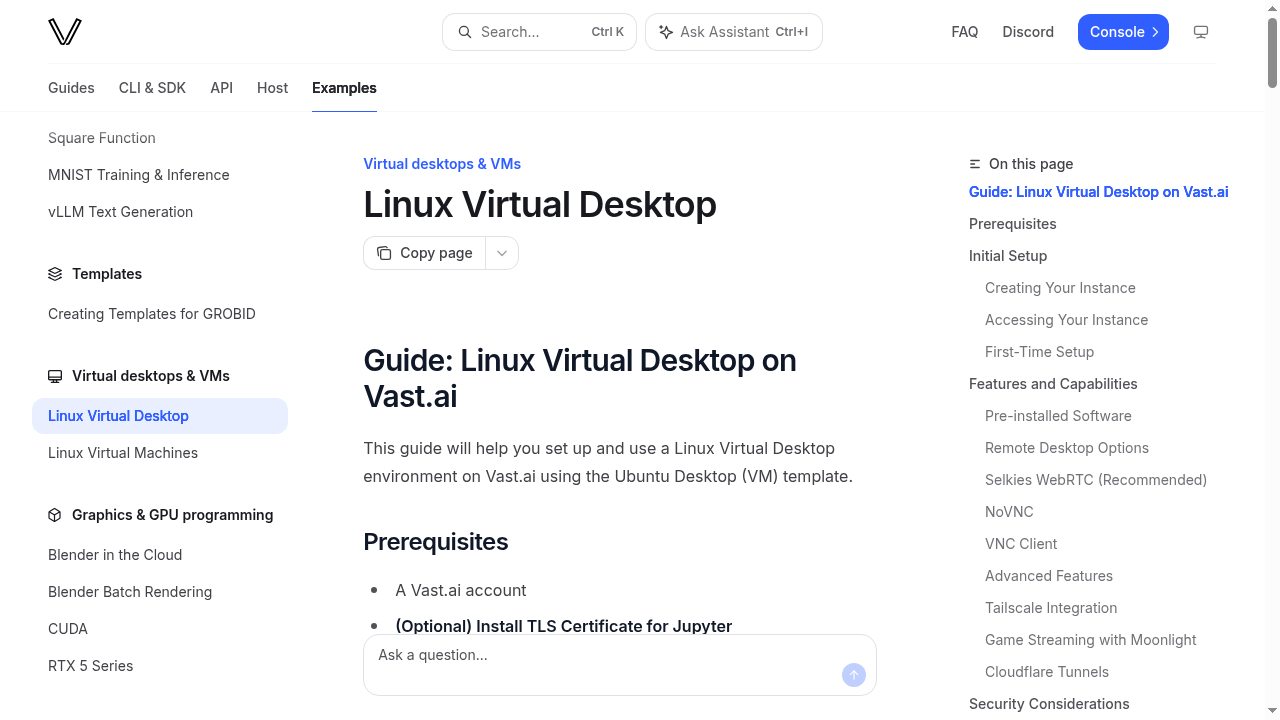 Search...
Ctrl K
Ask Assistant
Ctrl+I
FAQ
Discord
Console
Guides
CLI & SDK
API
Host
Examples
Square Function
MNIST Training & Inference
vLLM Text Generation
Templates
Creating Templates for GROBID
Virtual desktops & VMs
Linux Virtual Desktop
Linux Virtual Machines
Graphics & GPU programming
Blender in the Cloud
Blender Batch Rendering
CUDA
RTX 5 Series
Virtual desktops & VMs
Linux Virtual Desktop
Copy page
Guide: Linux Virtual Desktop on
Vast.ai
This guide will help you set up and use a Linux Virtual Desktop
environment on Vast.ai using the Ubuntu Desktop (VM) template.
Prerequisites
A Vast.ai account
(Optional) Install TLS Certificate for Jupyter
Ask a question...
On this page
Guide: Linux Virtual Desktop on Vast.ai
Prerequisites
Initial Setup
Creating Your Instance
Accessing Your Instance
First-Time Setup
Features and Capabilities
Pre-installed Software
Remote Desktop Options
Selkies WebRTC (Recommended)
NoVNC
VNC Client
Advanced Features
Tailscale Integration
Game Streaming with Moonlight
Cloudflare Tunnels
Security Considerations